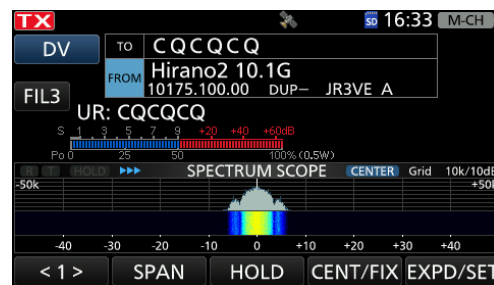 TX SD 16:33 M-CH
DV TO CQCQCQ
FROM Hirano2 10.1G
10175.100.00 DUP− JR3VE A
FIL3
UR: CQCQCQ
S 1 3 5 7 9 +20 +40 +60dB
Po 0 25 50 100% (0.5W)
R T HOLD SPECTRUM SCOPE CENTER Grid 10k/10dB
-50k +50k
-40 -30 -20 -10 0 +10 +20 +30 +40
< 1 > SPAN HOLD CENT/FIX EXPD/SET